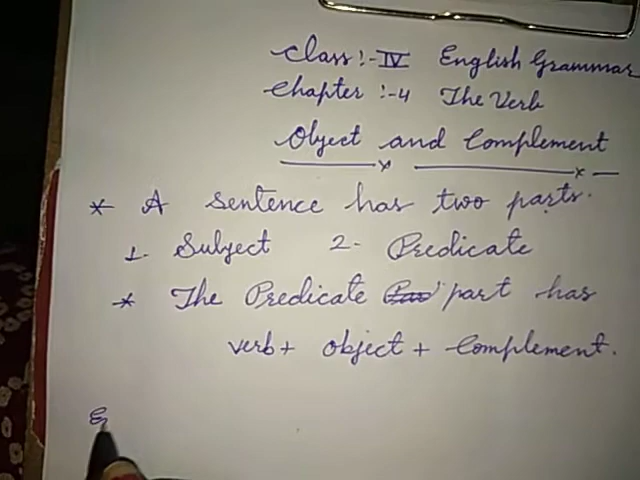 Class :- IV English Grammar
Chapter :-4 The Verb
Object and Complement
* A sentence has two parts.
1. Subject 2- Predicate
* The Predicate part has
verb + object + Complement.
E